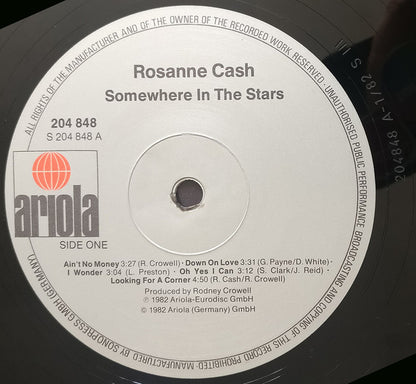 ALL RIGHTS OF THE MANUFACTURER AND OF THE OWNER OF THE RECORDED WORK RESERVED · UNAUTHORISED PUBLIC PERFORMANCE BROADCASTING AND COPYING OF THIS RECORD PROHIBITED · MANUFACTURED BY SONOPRESS GMBH (GERMANY)
Rosanne Cash
Somewhere In The Stars
204 848
S 204 848 A
ariola
SIDE ONE
Ain't No Money 3:27 (R. Crowell) · Down On Love 3:31 (G. Payne/D. White) ·
I Wonder 3:04 (L. Preston) · Oh Yes I Can 3:12 (S. Clark/J. Reid) ·
Looking For A Corner 4:50 (R. Cash/R. Crowell)
Produced by Rodney Crowell
℗ 1982 Ariola-Eurodisc GmbH
© 1982 Ariola (Germany) GmbH
204848 A-1/82 S